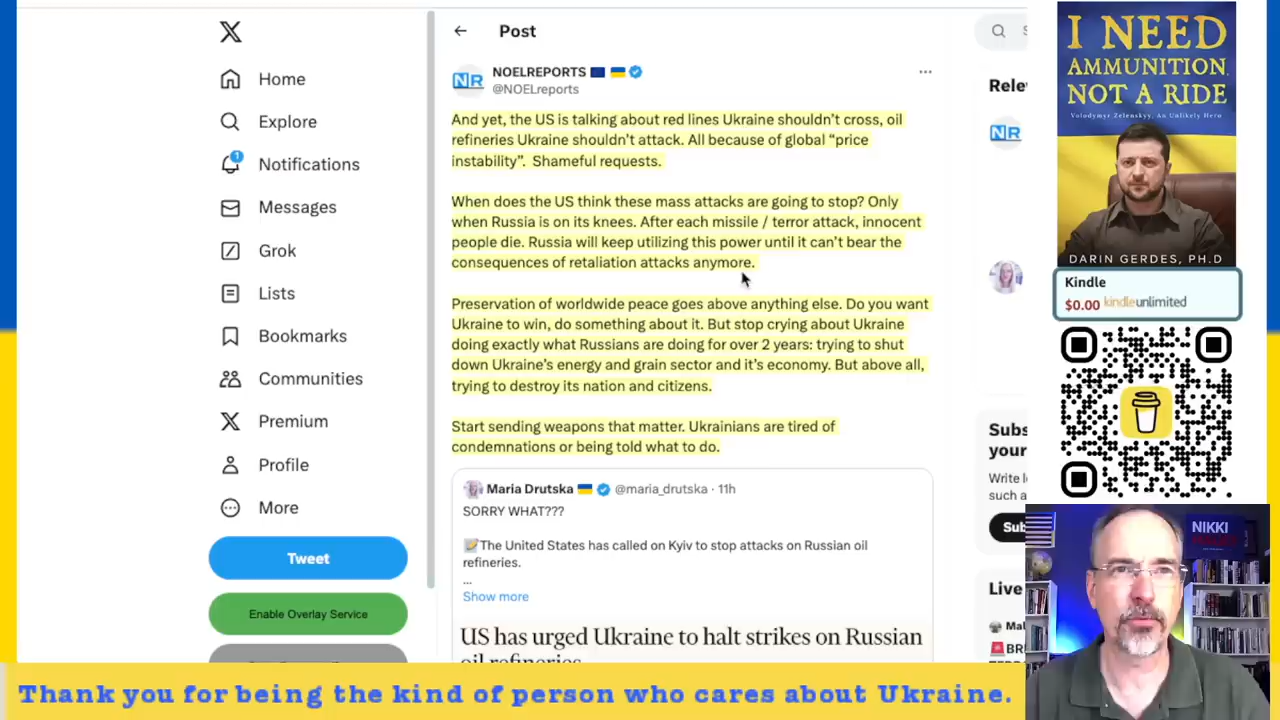 Post
S
NOELREPORTS
@NOELreports
And yet, the US is talking about red lines Ukraine shouldn't cross, oil
refineries Ukraine shouldn't attack. All because of global “price
instability”. Shameful requests.
When does the US think these mass attacks are going to stop? Only
when Russia is on its knees. After each missile / terror attack, innocent
people die. Russia will keep utilizing this power until it can't bear the
consequences of retaliation attacks anymore.
Preservation of worldwide peace goes above anything else. Do you want
Ukraine to win, do something about it. But stop crying about Ukraine
doing exactly what Russians are doing for over 2 years: trying to shut
down Ukraine's energy and grain sector and it's economy. But above all,
trying to destroy its nation and citizens.
Start sending weapons that matter. Ukrainians are tired of
condemnations or being told what to do.
Maria Drutska @maria_drutska · 11h
SORRY WHAT???
The United States has called on Kyiv to stop attacks on Russian oil
refineries.
...
Show more
US has urged Ukraine to halt strikes on Russian
oil refineries
Home
Explore
1
Notifications
Messages
Grok
Lists
Bookmarks
Communities
X
Premium
Profile
More
Tweet
Enable Overlay Service
Rele
NR
NR
Subs
your
Write l
such a
Sub
Live
Mal
BRE
I NEED
AMMUNITION,
NOT A RIDE
Volodymyr Zelenskyy, An Unlikely Hero
DARIN GERDES, PH.D
Kindle
$0.00 kindleunlimited
NIKKI
Thank you for being the kind of person who cares about Ukraine.